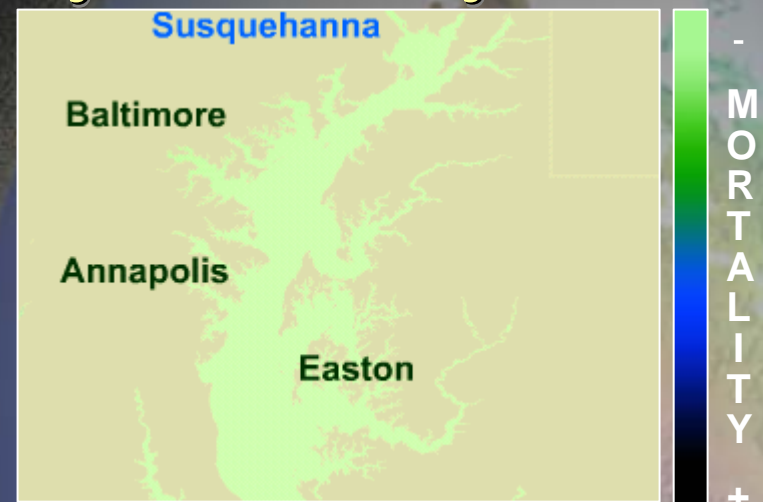 Susquehanna
Baltimore
Annapolis
Easton
-
MORTALITY
+